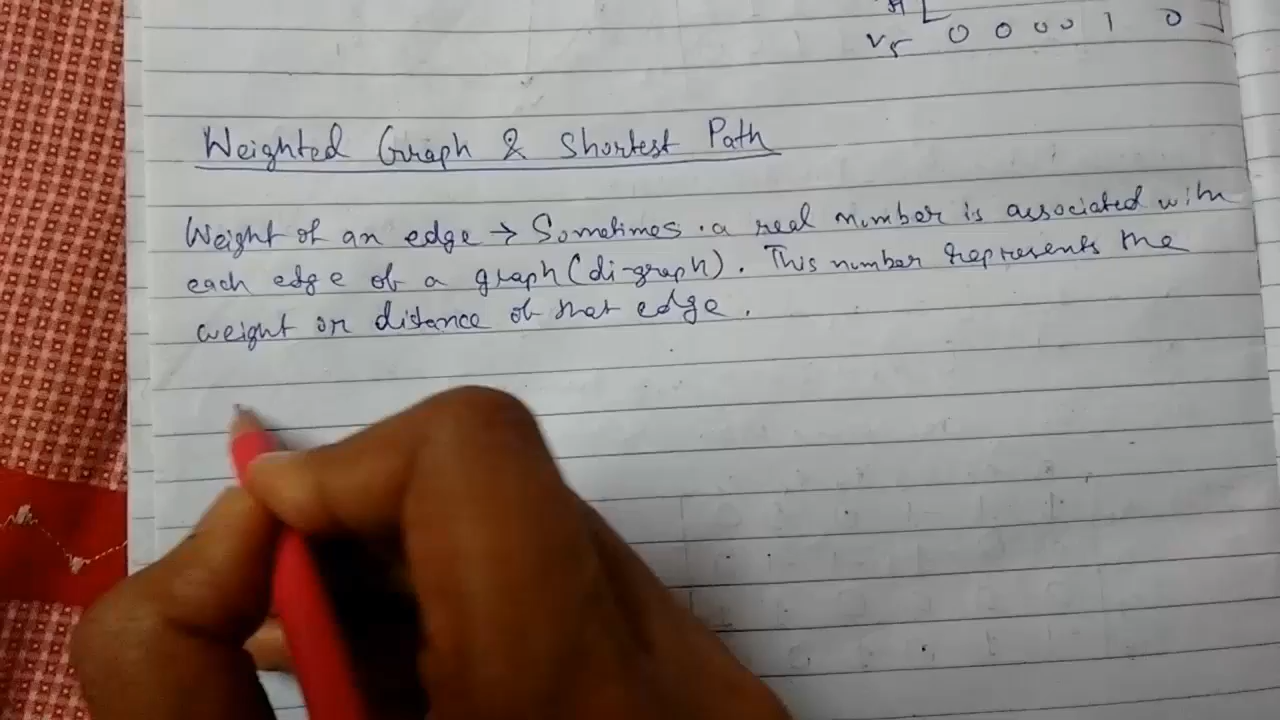 v5 0 0 0 0 1 0
Weighted Graph & Shortest Path
Weight of an edge → Sometimes . a real number is associated with
each edge of a graph (di-graph). This number represents the
weight or distance of that edge .